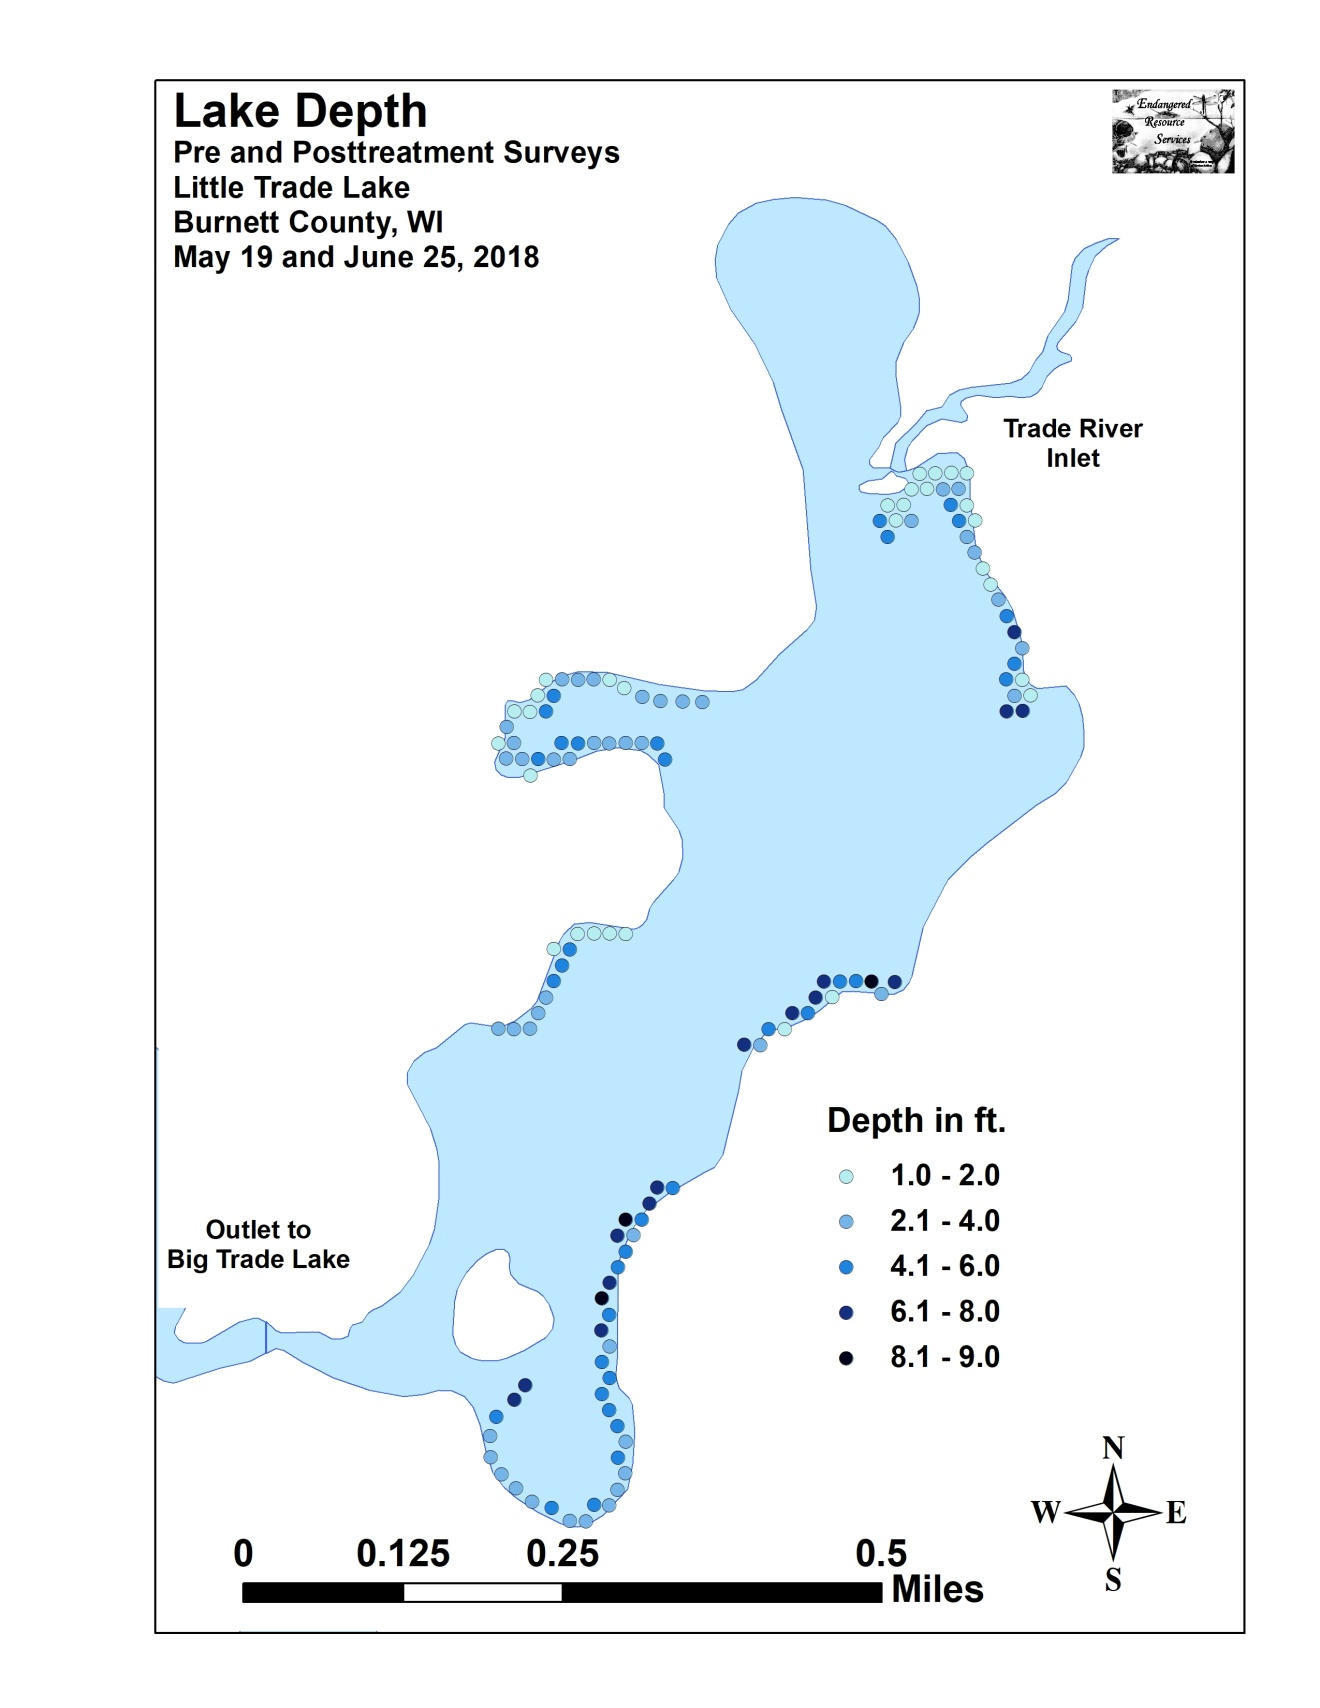 Lake Depth
Pre and Posttreatment Surveys
Little Trade Lake
Burnett County, WI
May 19 and June 25, 2018
Endangered
Resource
Services
Trade River
Inlet
Depth in ft.
1.0 - 2.0
2.1 - 4.0
4.1 - 6.0
6.1 - 8.0
8.1 - 9.0
Outlet to
Big Trade Lake
N
W E
S
0 0.125 0.25 0.5
Miles